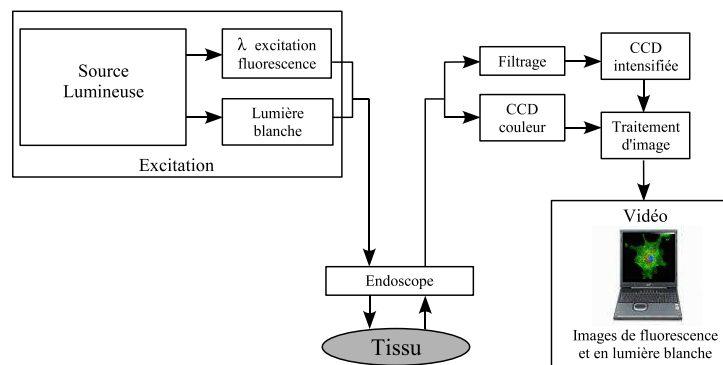 Source
Lumineuse
λ excitation
fluorescence
Lumière
blanche
Excitation
Filtrage
CCD
intensifiée
CCD
couleur
Traitement
d'image
Endoscope
Tissu
Vidéo
Images de fluorescence
et en lumière blanche